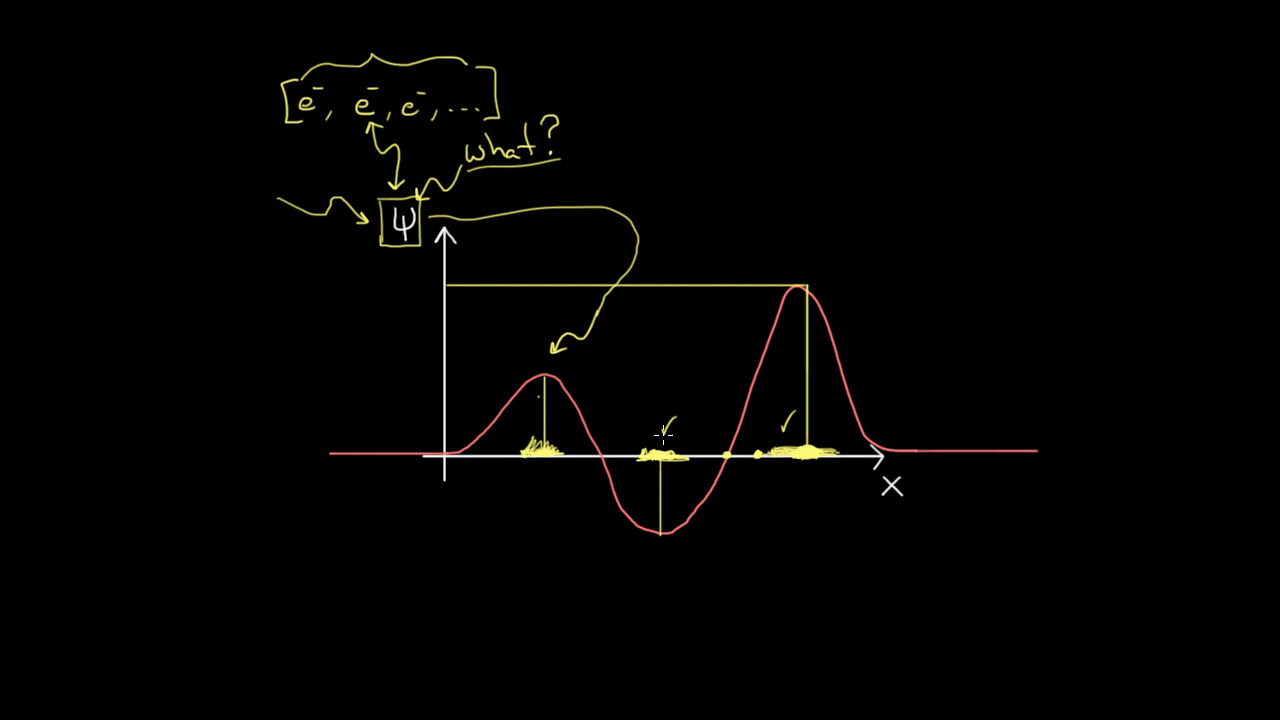 [e⁻, e⁻, e⁻, ....]
what?
Ψ
x